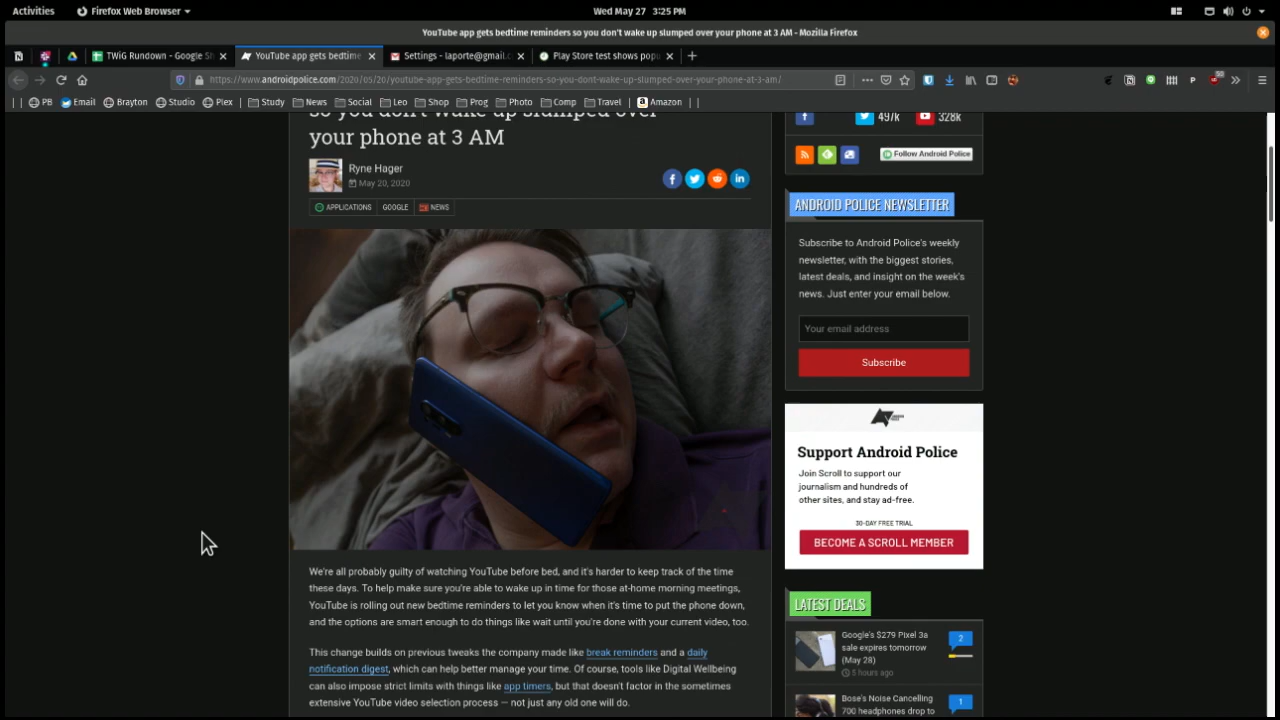 Activities Firefox Web Browser Wed May 27 3:25 PM
YouTube app gets bedtime reminders so you don't wake up slumped over your phone at 3 AM - Mozilla Firefox
TWiG Rundown - Google Sh YouTube app gets bedtime Settings - laporte@gmail.c Play Store test shows popu
https://www.androidpolice.com/2020/05/20/youtube-app-gets-bedtime-reminders-so-you-dont-wake-up-slumped-over-your-phone-at-3-am/
PB Email Brayton Studio Plex Study News Social Leo Shop Prog Photo Comp Travel Amazon
so you don't wake up slumped over
your phone at 3 AM
Ryne Hager
May 20, 2020
APPLICATIONS GOOGLE NEWS
We're all probably guilty of watching YouTube before bed, and it's harder to keep track of the time
these days. To help make sure you're able to wake up in time for those at-home morning meetings,
YouTube is rolling out new bedtime reminders to let you know when it's time to put the phone down,
and the options are smart enough to do things like wait until you're done with your current video, too.
This change builds on previous tweaks the company made like break reminders and a daily
notification digest, which can help better manage your time. Of course, tools like Digital Wellbeing
can also impose strict limits with things like app timers, but that doesn't factor in the sometimes
extensive YouTube video selection process — not just any old one will do.
497k 328k
Follow Android Police
ANDROID POLICE NEWSLETTER
Subscribe to Android Police's weekly
newsletter, with the biggest stories,
latest deals, and insight on the week's
news. Just enter your email below.
Your email address
Subscribe
Support Android Police
Join Scroll to support our
journalism and hundreds of
other sites, and stay ad-free.
30-DAY FREE TRIAL
BECOME A SCROLL MEMBER
LATEST DEALS
Google's $279 Pixel 3a
sale expires tomorrow
(May 28)
5 hours ago
2
Bose's Noise Cancelling
700 headphones drop to
1